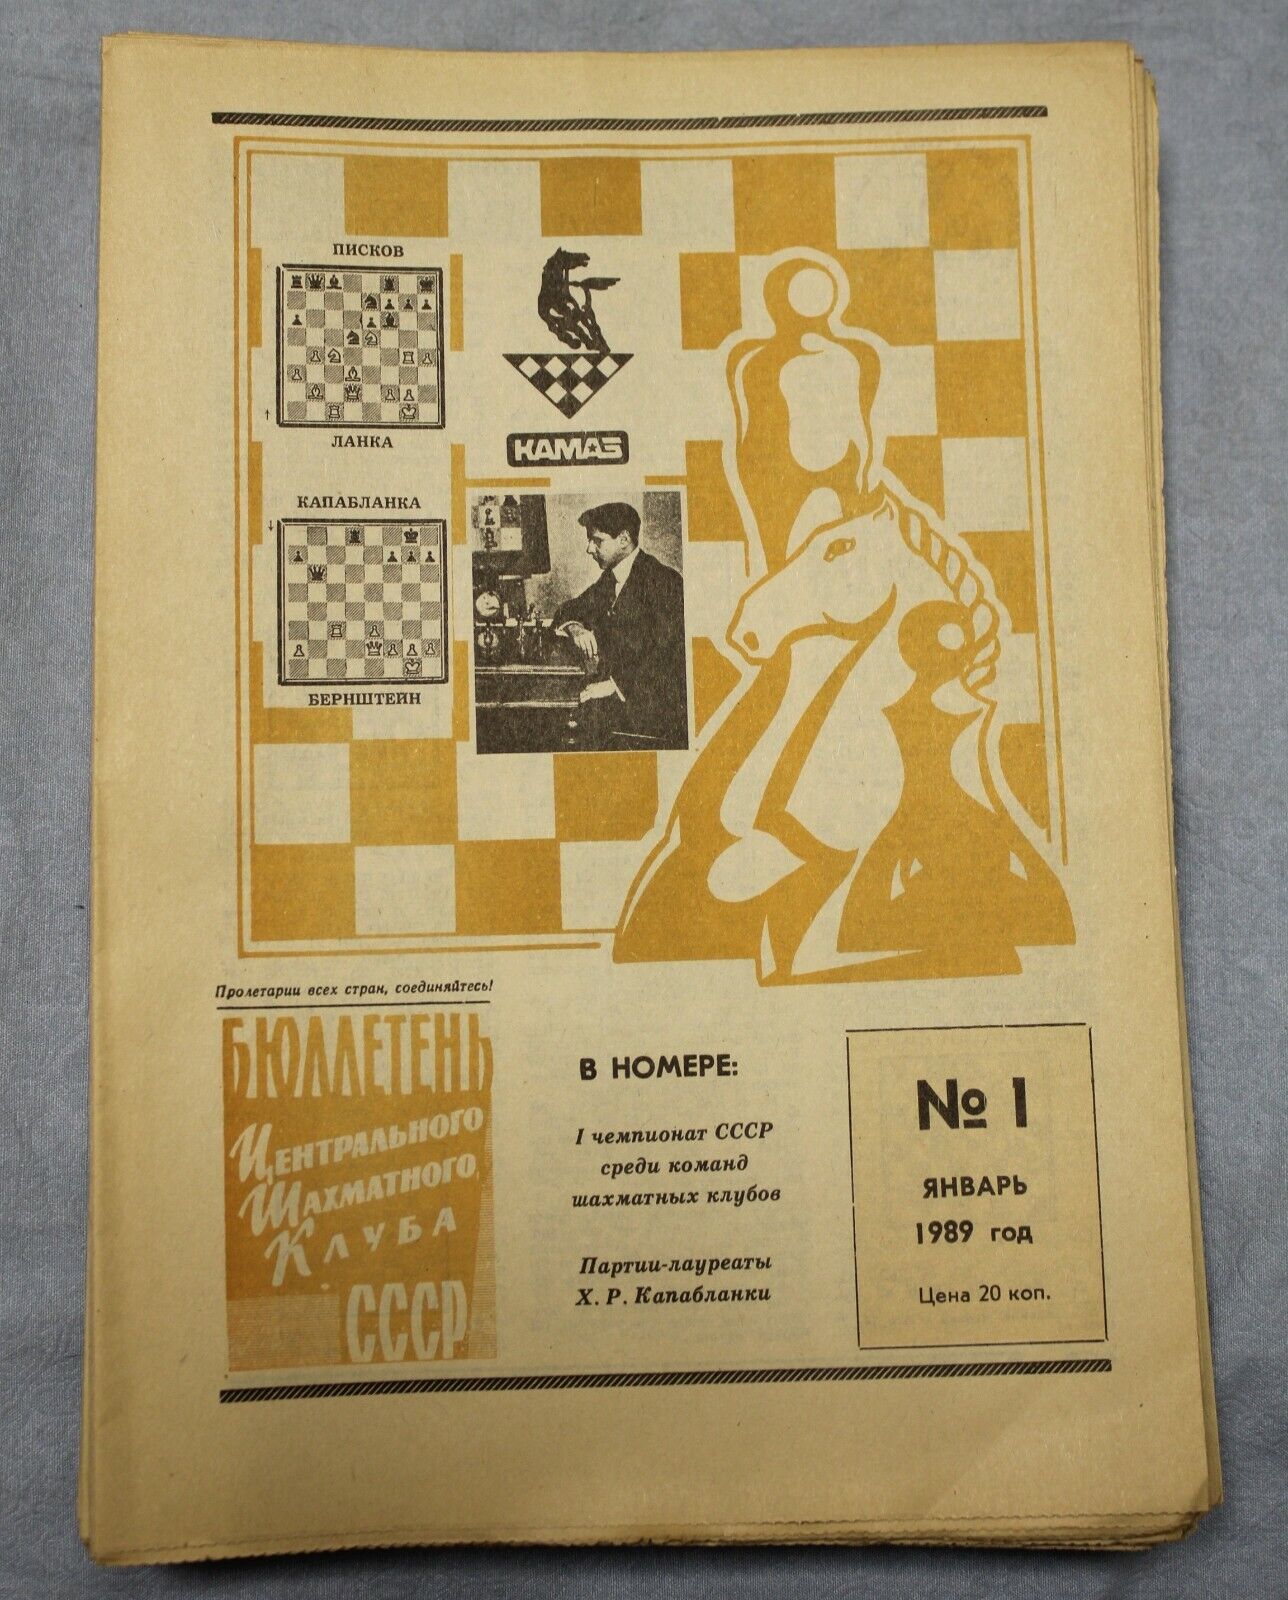 ПИСКОВ
ЛАНКА
КАПАБЛАНКА
БЕРНШТЕЙН
КАМАЗ
Пролетарии всех стран, соединяйтесь!
БЮЛЛЕТЕНЬ
ЦЕНТРАЛЬНОГО
ШАХМАТНОГО
КЛУБА
СССР
В НОМЕРЕ:
I чемпионат СССР
среди команд
шахматных клубов
Партии-лауреаты
Х. Р. Капабланки
№ 1
ЯНВАРЬ
1989 год
Цена 20 коп.